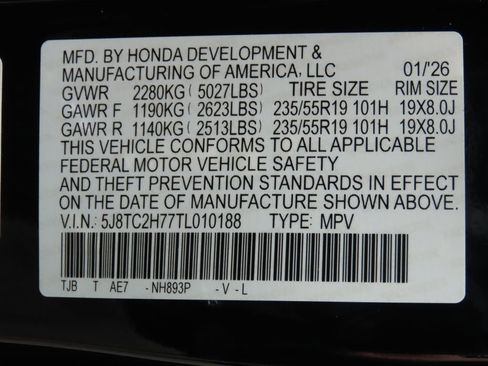 MFD. BY HONDA DEVELOPMENT &
MANUFACTURING OF AMERICA, LLC 01/'26
GVWR 2280KG ( 5027LBS) TIRE SIZE RIM SIZE
GAWR F 1190KG ( 2623LBS) 235/55R19 101H 19X8.0J
GAWR R 1140KG ( 2513LBS) 235/55R19 101H 19X8.0J
THIS VEHICLE CONFORMS TO ALL APPLICABLE
FEDERAL MOTOR VEHICLE SAFETY
AND THEFT PREVENTION STANDARDS IN EFFECT
ON THE DATE OF MANUFACTURE SHOWN ABOVE.
V.I.N.: 5J8TC2H77TL010188 TYPE: MPV
TJB T AE7 -NH893P -V-L